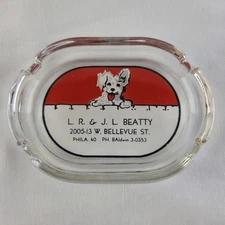 L. R. & J. L. BEATTY
2005-13 W. BELLEVUE ST.
PHILA. 40 PH. BAldwin 3-0353